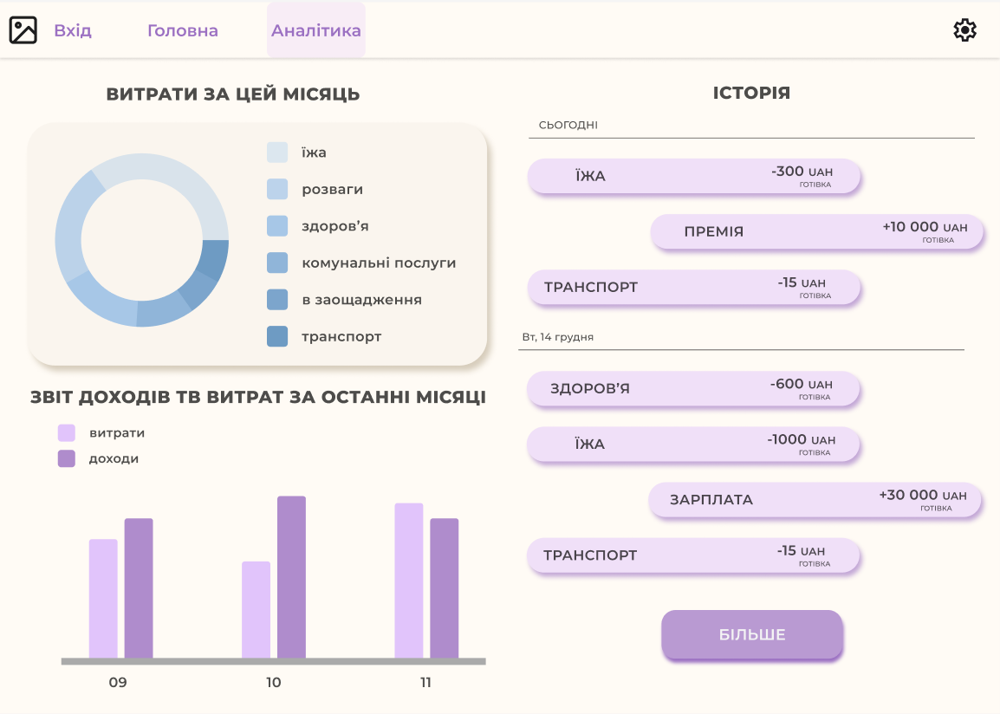 Вхід
Головна
Аналітика
ВИТРАТИ ЗА ЦЕЙ МІСЯЦЬ
їжа
розваги
здоров’я
комунальні послуги
в заощадження
транспорт
ЗВІТ ДОХОДІВ ТВ ВИТРАТ ЗА ОСТАННІ МІСЯЦІ
витрати
доходи
09
10
11
ІСТОРІЯ
СЬОГОДНІ
ЇЖА
-300 UAH
ГОТІВКА
ПРЕМІЯ
+10 000 UAH
ГОТІВКА
ТРАНСПОРТ
-15 UAH
ГОТІВКА
Вт, 14 грудня
ЗДОРОВ’Я
-600 UAH
ГОТІВКА
ЇЖА
-1000 UAH
ГОТІВКА
ЗАРПЛАТА
+30 000 UAH
ГОТІВКА
ТРАНСПОРТ
-15 UAH
ГОТІВКА
БІЛЬШЕ